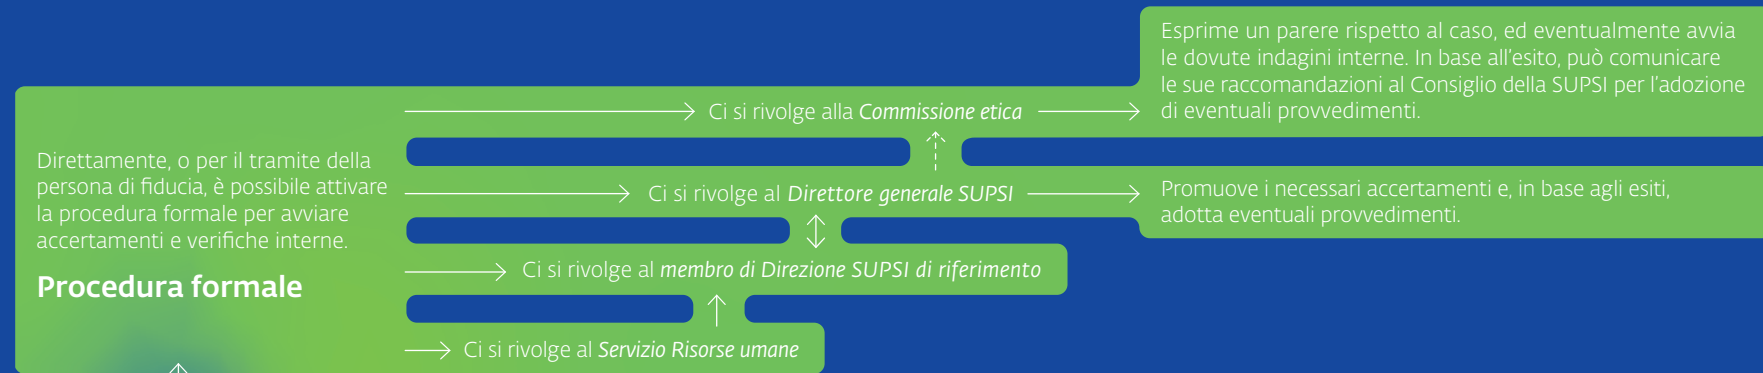 Esprime un parere rispetto al caso, ed eventualmente avvia
le dovute indagini interne. In base all'esito, può comunicare
le sue raccomandazioni al Consiglio della SUPSI per l'adozione
di eventuali provvedimenti.
Ci si rivolge alla Commissione etica
Direttamente, o per il tramite della
persona di fiducia, è possibile attivare
la procedura formale per avviare
accertamenti e verifiche interne.
Procedura formale
Ci si rivolge al Direttore generale SUPSI
Promuove i necessari accertamenti e, in base agli esiti,
adotta eventuali provvedimenti.
Ci si rivolge al membro di Direzione SUPSI di riferimento
Ci si rivolge al Servizio Risorse umane